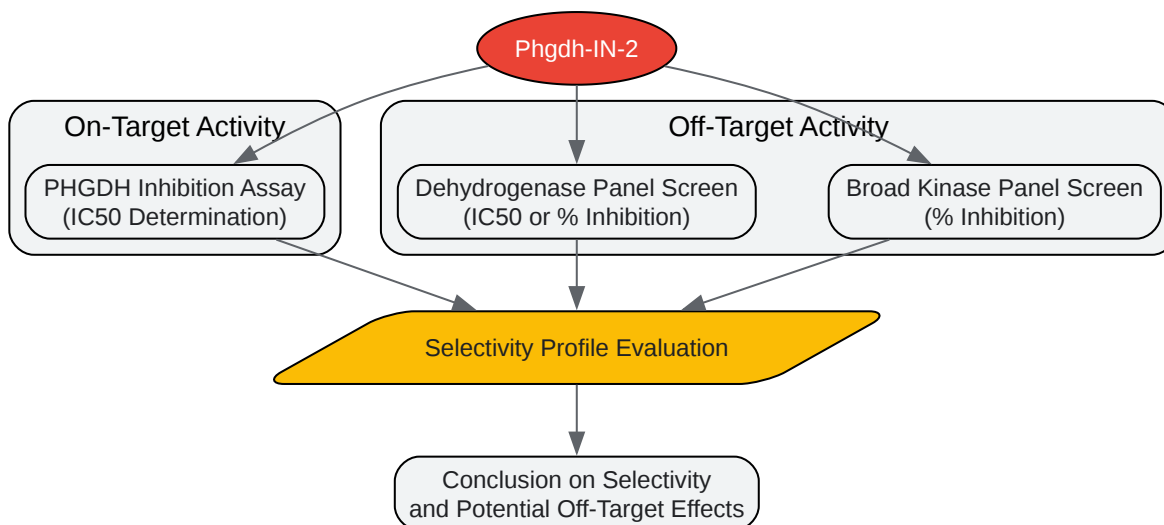 Phgdh-IN-2
On-Target Activity
Off-Target Activity
PHGDH Inhibition Assay
(IC50 Determination)
Dehydrogenase Panel Screen
(IC50 or % Inhibition)
Broad Kinase Panel Screen
(% Inhibition)
Selectivity Profile Evaluation
Conclusion on Selectivity
and Potential Off-Target Effects